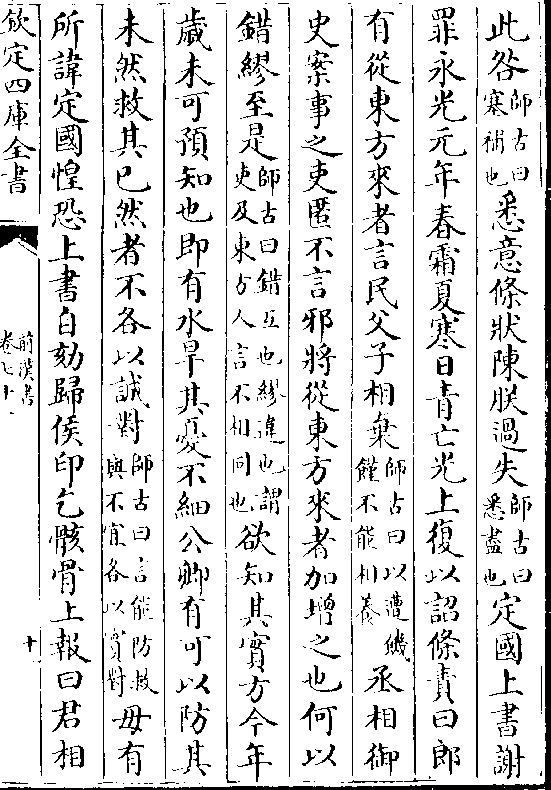 此咎師古曰塞補也悉意條狀陳朕過失師古曰悉盡也定國上書謝
罪永光元年春霜夏寒日青亡光上復以詔條責曰郎
有從東方來者言民父子相棄師古曰以遭饑饉不能相養丞相御
史案事之吏匿不言邪將從東方來者加增之也何以
錯繆至是師古曰錯互也繆違也謂吏及東方人言不相同也欲知其實方今年
歲未可預知也即有水旱其憂不細公卿有可以防其
未然救其已然者不各以誠對師古曰言能防救與不宜各以實對毋有
所諱定國惶恐上書自劾歸侯印乞骸骨上報曰君相
欽定四庫全書
前漢書
卷七十一
十